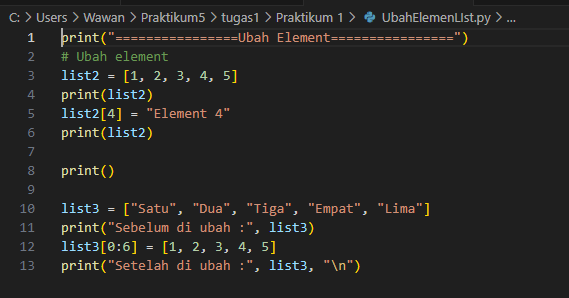 C: > Users > Wawan > Praktikum5 > tugas1 > Praktikum 1 > UbahElemenLIst.py > ...
1 print("================Ubah Element================")
2 # Ubah element
3 list2 = [1, 2, 3, 4, 5]
4 print(list2)
5 list2[4] = "Element 4"
6 print(list2)
7
8 print()
9
10 list3 = ["Satu", "Dua", "Tiga", "Empat", "Lima"]
11 print("Sebelum di ubah :", list3)
12 list3[0:6] = [1, 2, 3, 4, 5]
13 print("Setelah di ubah :", list3, "\n")